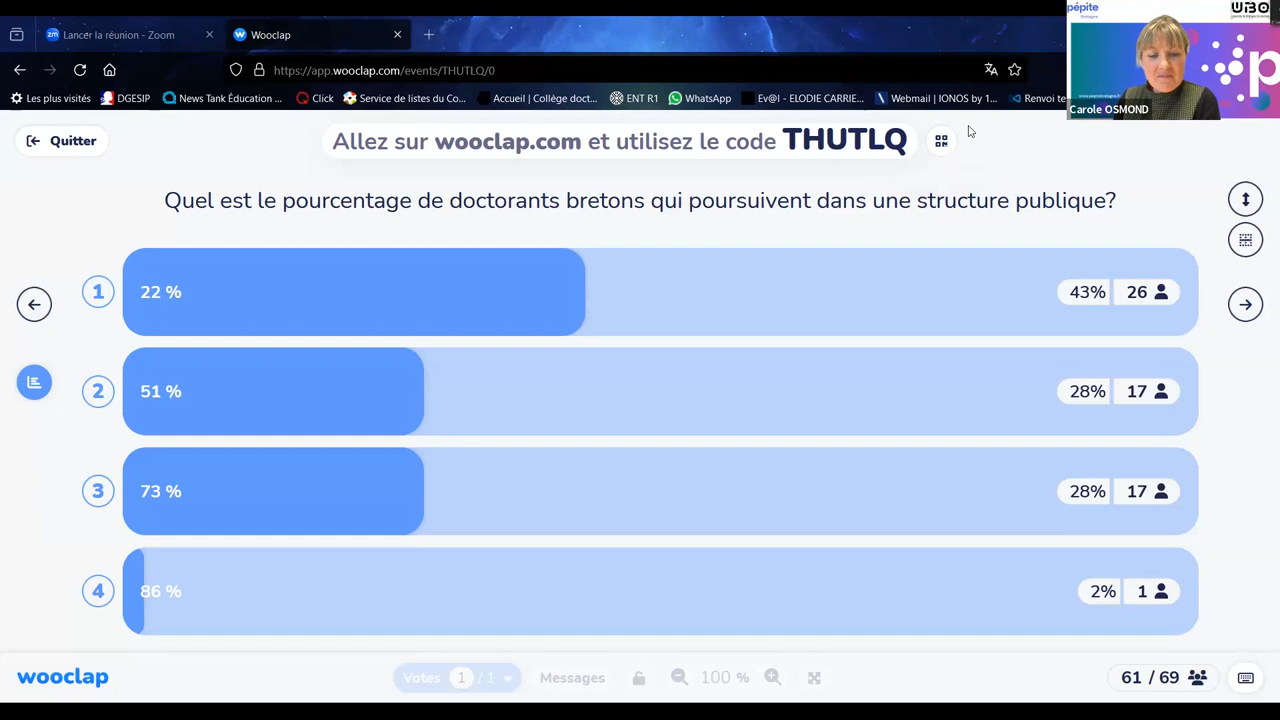 pépite
Bretagne
UBO
Lancer la réunion - Zoom
Wooclap
https://app.wooclap.com/events/THUTLQ/0
Les plus visités
DGESIP
News Tank Éducation ...
Click
Service de listes du Co...
Accueil | Collège doct...
ENT R1
WhatsApp
Ev@l - ELODIE CARRIE...
Webmail | IONOS by 1...
Renvoi te
Carole OSMOND
Quitter
Allez sur wooclap.com et utilisez le code THUTLQ
Quel est le pourcentage de doctorants bretons qui poursuivent dans une structure publique?
1 22 % 43% 26
2 51 % 28% 17
3 73 % 28% 17
4 86 % 2% 1
wooclap
Votes 1 / 1
Messages
100 %
61 / 69